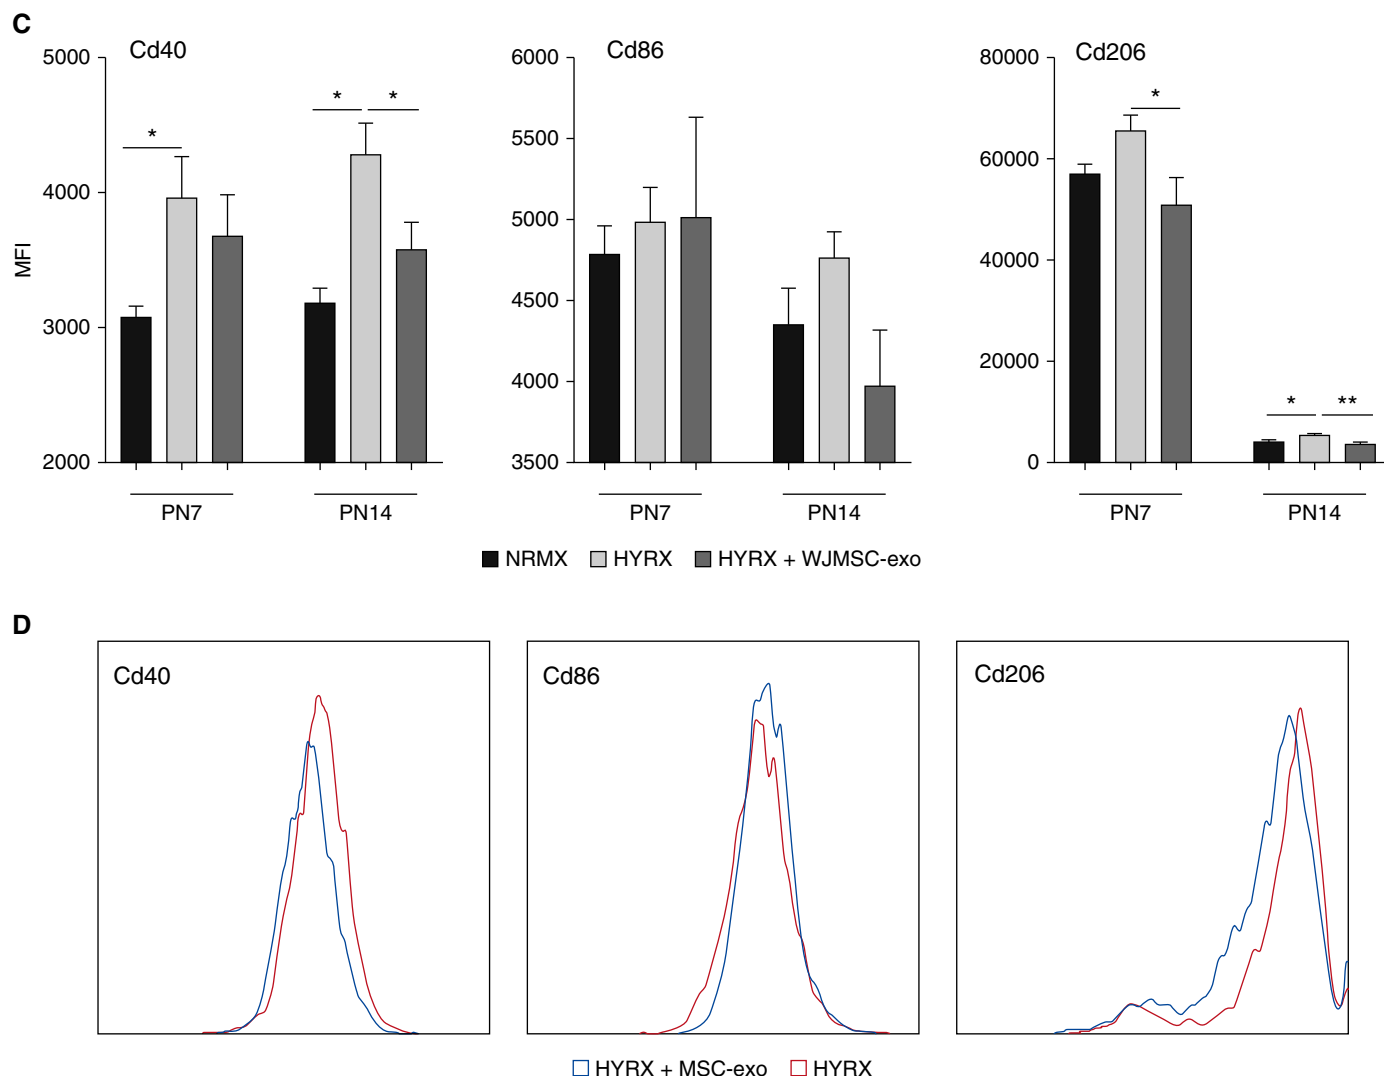 C
Cd40
Cd86
Cd206
MFI
5000
4000
3000
2000
* * *
PN7
PN14
6000
5500
5000
4500
4000
3500
PN7
PN14
80000
60000
40000
20000
0
*
* **
PN7
PN14
NRMX HYRX HYRX + WJMSC-exo
D
Cd40
Cd86
Cd206
HYRX + MSC-exo HYRX